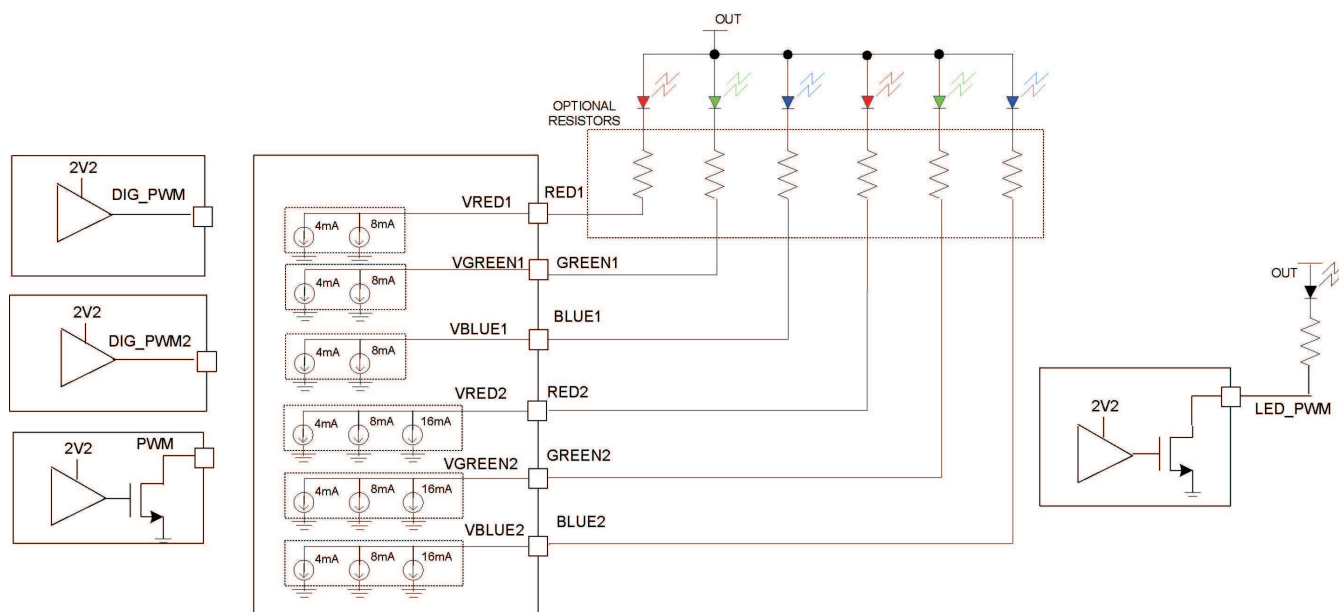 OUT
OPTIONAL
RESISTORS
2V2
DIG_PWM
2V2
DIG_PWM2
2V2
PWM
VRED1
RED1
4mA
8mA
VGREEN1
GREEN1
4mA
8mA
VBLUE1
BLUE1
4mA
8mA
VRED2
RED2
4mA
8mA
16mA
VGREEN2
GREEN2
4mA
8mA
16mA
VBLUE2
BLUE2
4mA
8mA
16mA
OUT
2V2
LED_PWM